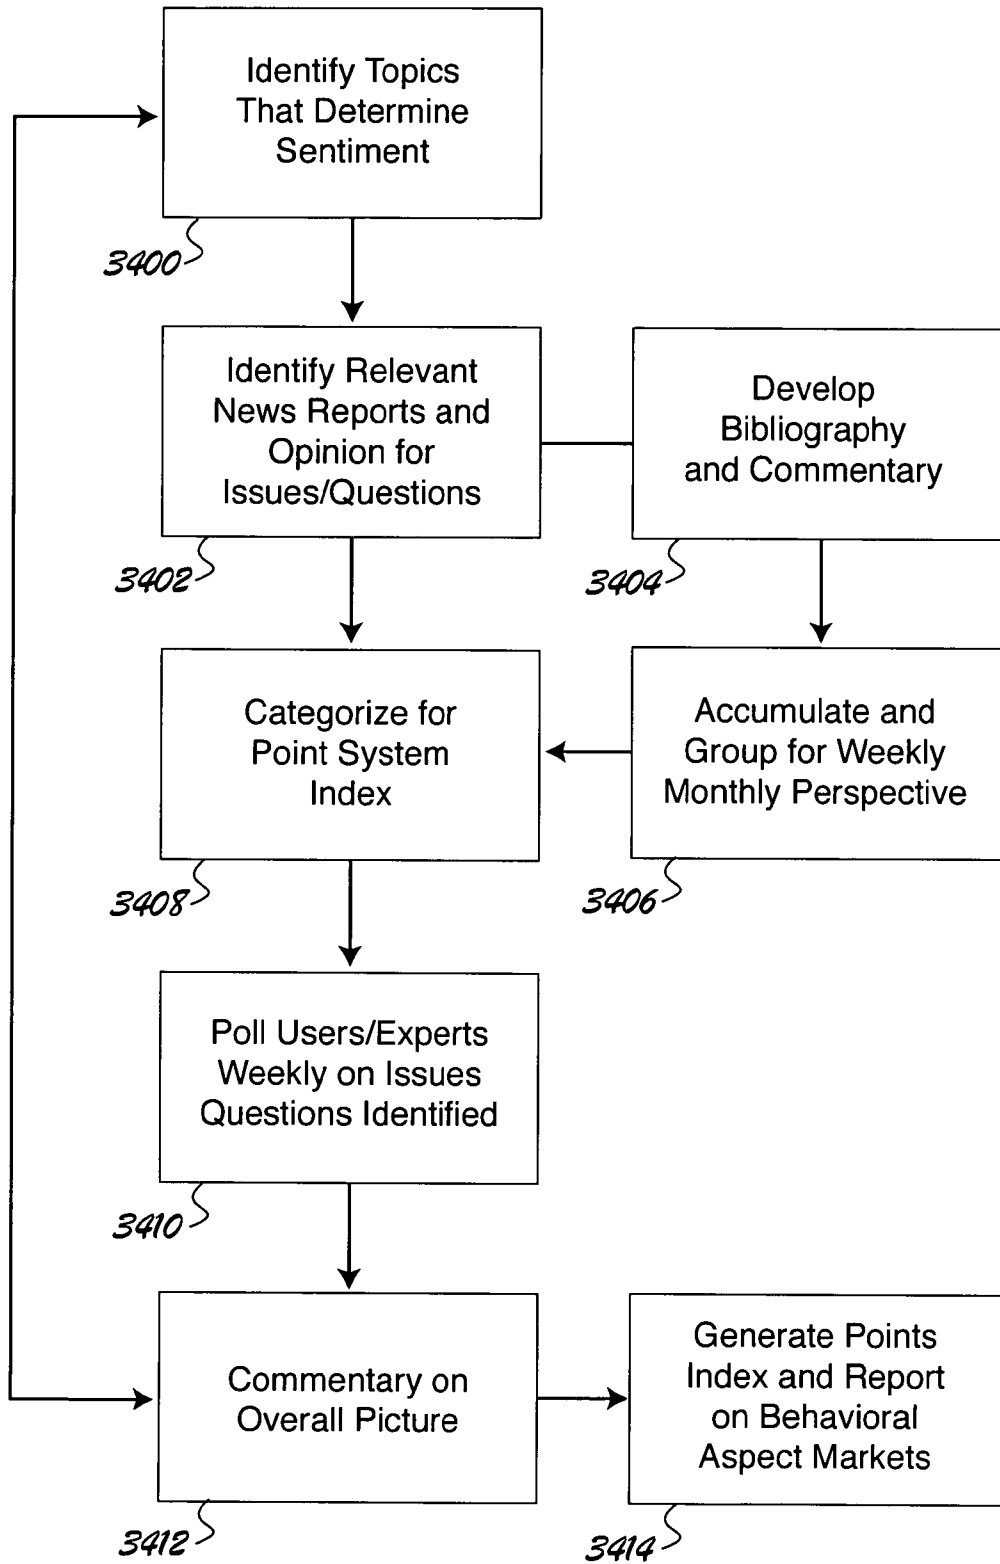 Identify Topics
That Determine
Sentiment
3400
Identify Relevant
News Reports and
Opinion for
Issues/Questions
3402
Develop
Bibliography
and Commentary
3404
Categorize for
Point System
Index
3408
Accumulate and
Group for Weekly
Monthly Perspective
3406
Poll Users/Experts
Weekly on Issues
Questions Identified
3410
Commentary on
Overall Picture
3412
Generate Points
Index and Report
on Behavioral
Aspect Markets
3414